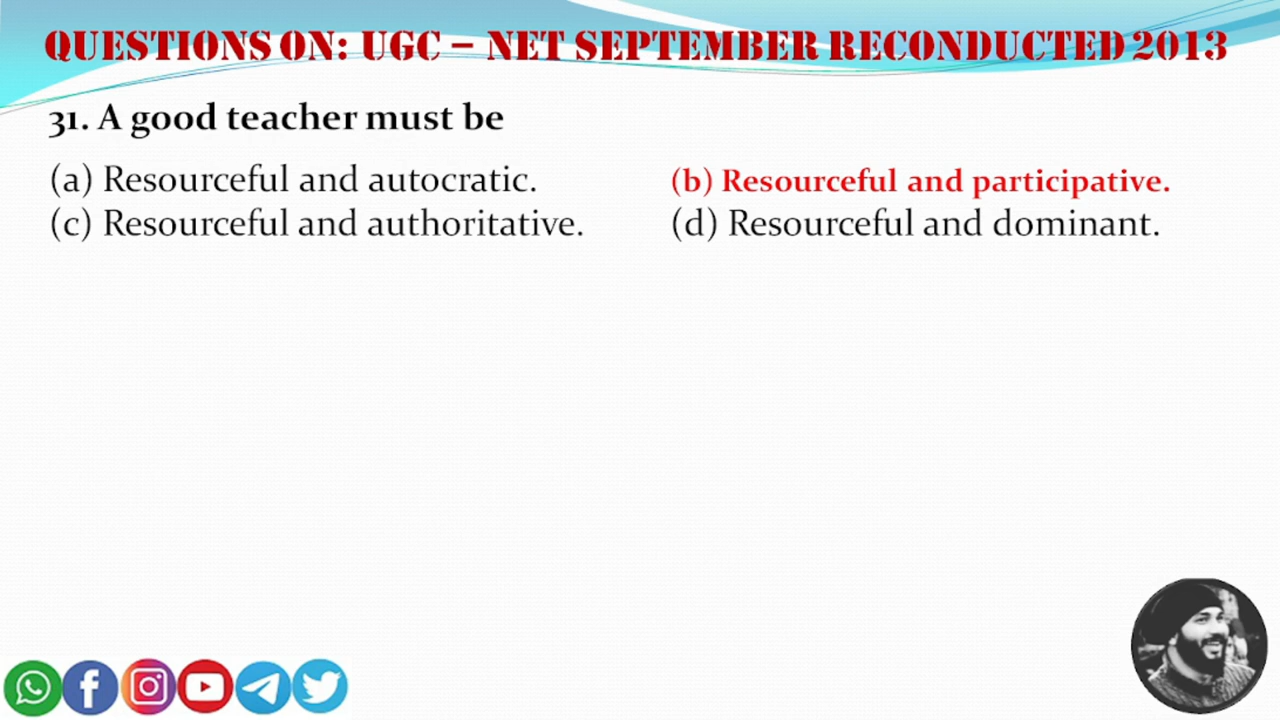 QUESTIONS ON: UGC – NET SEPTEMBER RECONDUCTED 2013
31. A good teacher must be
(a) Resourceful and autocratic. (b) Resourceful and participative.
(c) Resourceful and authoritative. (d) Resourceful and dominant.